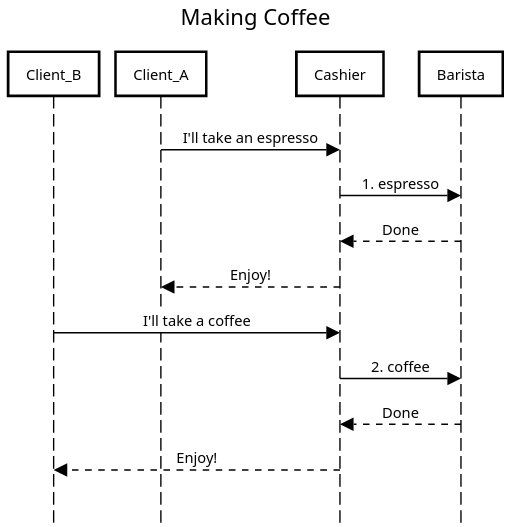 Making Coffee
Client_B
Client_A
Cashier
Barista
I'll take an espresso
1. espresso
Done
Enjoy!
I'll take a coffee
2. coffee
Done
Enjoy!